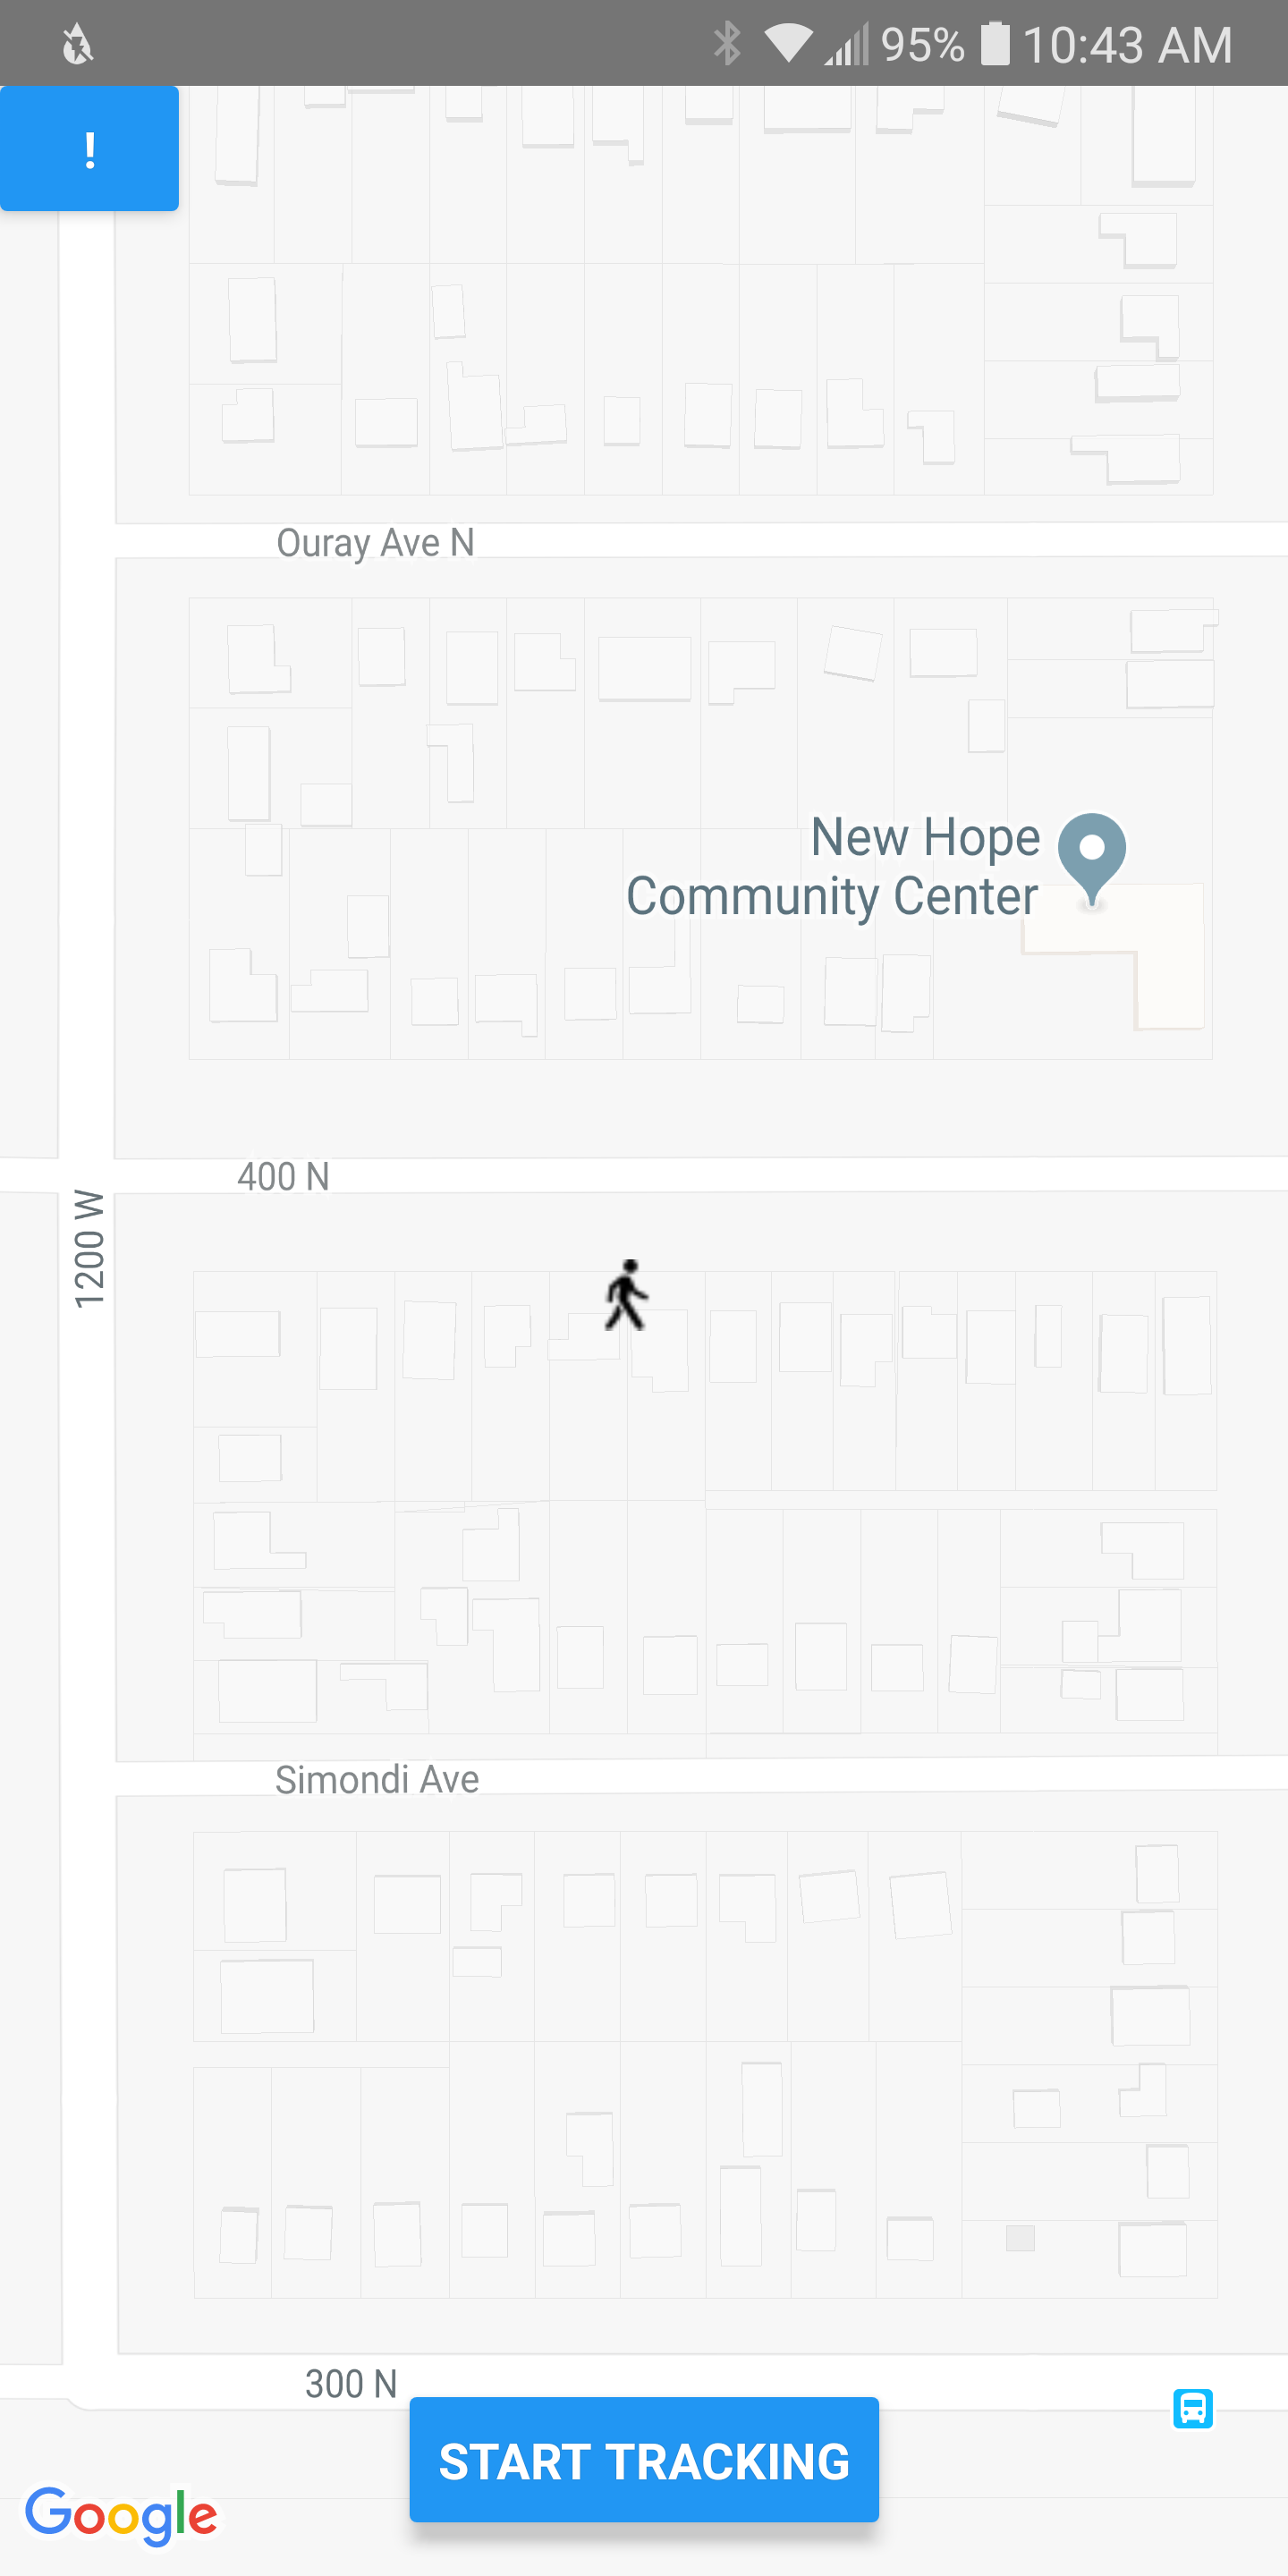 95% 10:43 AM
!
Ouray Ave N
New Hope
Community Center
400 N
1200 W
Simondi Ave
300 N
START TRACKING
Google